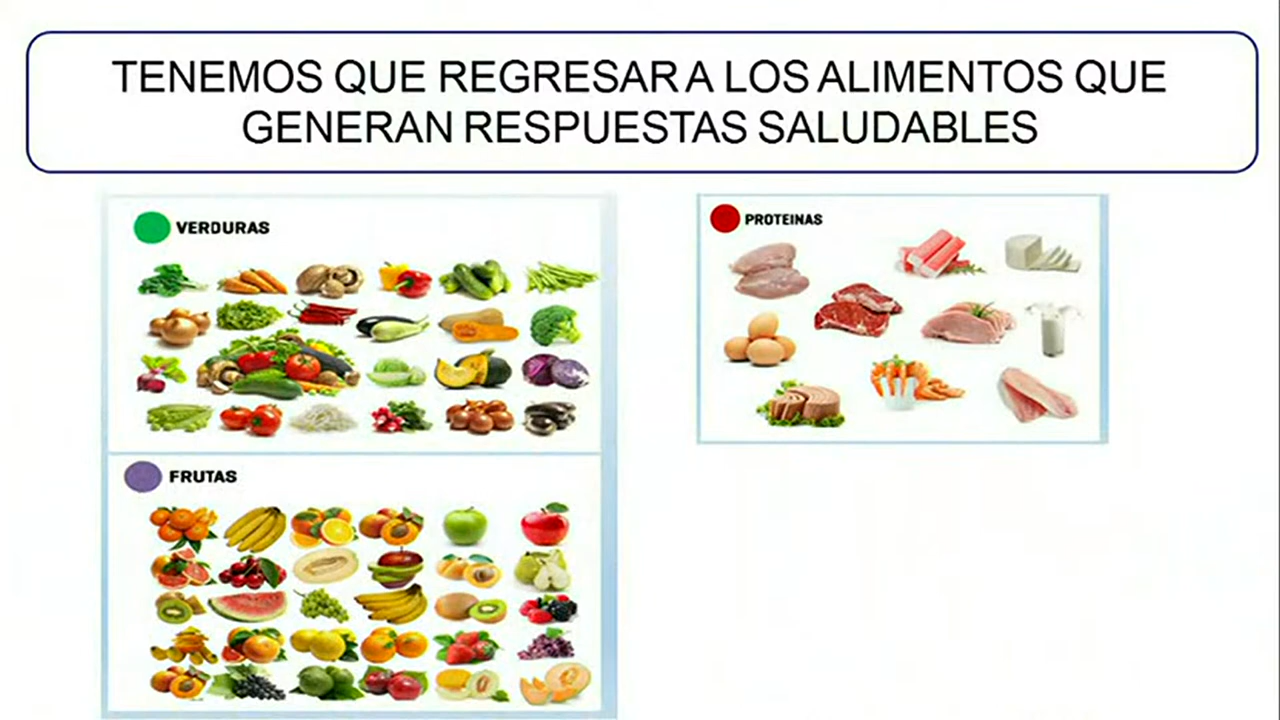 TENEMOS QUE REGRESAR A LOS ALIMENTOS QUE
GENERAN RESPUESTAS SALUDABLES
VERDURAS
PROTEINAS
FRUTAS